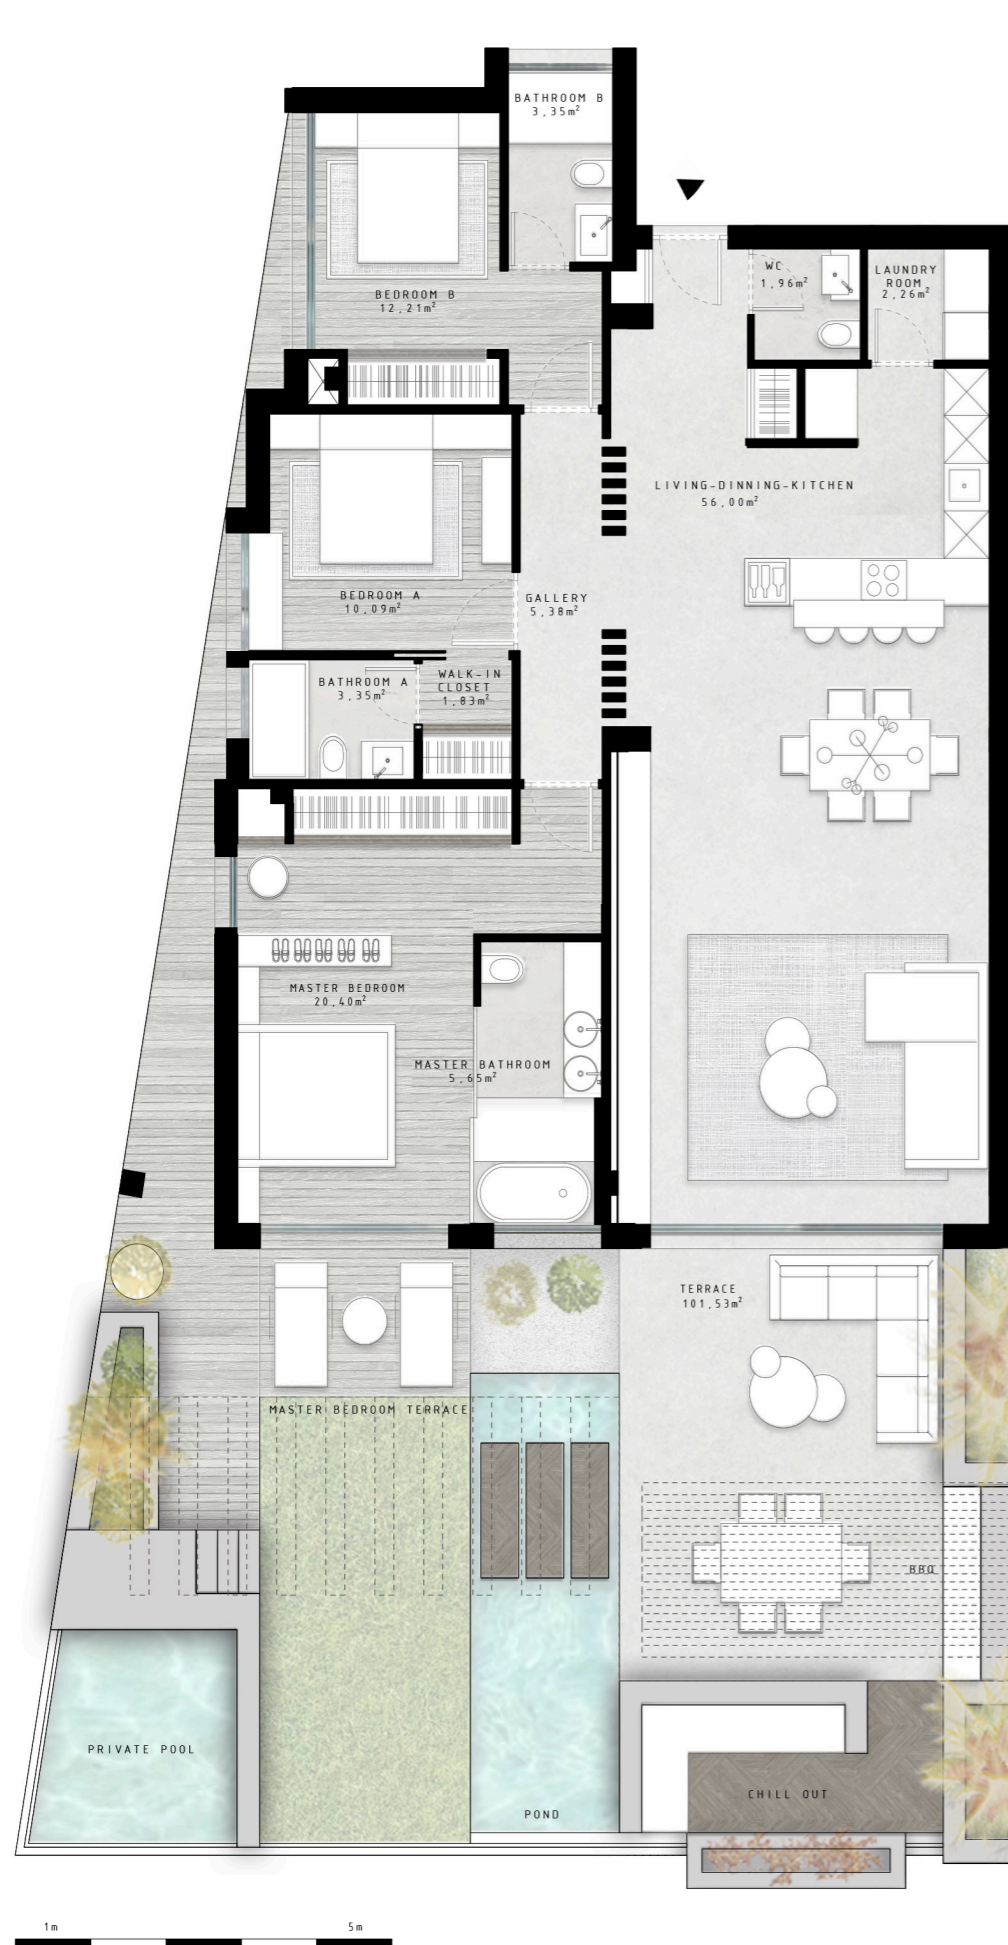 BATHROOM B
3,35m²
WC
1,96m²
LAUNDRY
ROOM
2,26m²
BEDROOM B
12,21m²
LIVING-DINNING-KITCHEN
56,00m²
BEDROOM A
10,09m²
GALLERY
5,38m²
BATHROOM A
3,35m²
WALK-IN
CLOSET
1,83m²
MASTER BEDROOM
20,40m²
MASTER BATHROOM
5,65m²
TERRACE
101,53m²
MASTER BEDROOM TERRACE
BBQ
PRIVATE POOL
CHILL OUT
POND
1m
5m